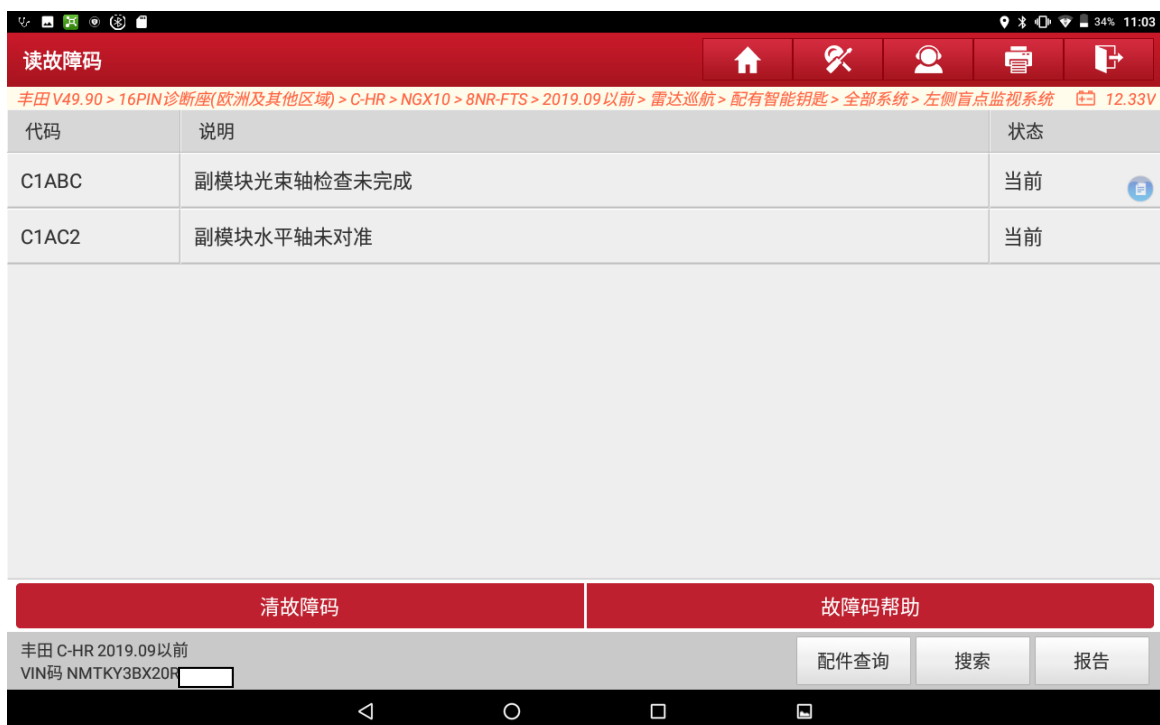 34% 11:03
读故障码
丰田 V49.90 > 16PIN诊断座(欧洲及其他区域) > C-HR > NGX10 > 8NR-FTS > 2019.09以前 > 雷达巡航 > 配有智能钥匙 > 全部系统 > 左侧盲点监视系统 12.33V
代码 说明 状态
C1ABC 副模块光束轴检查未完成 当前
C1AC2 副模块水平轴未对准 当前
清故障码 故障码帮助
丰田 C-HR 2019.09以前
VIN码 NMTKY3BX20R
配件查询 搜索 报告